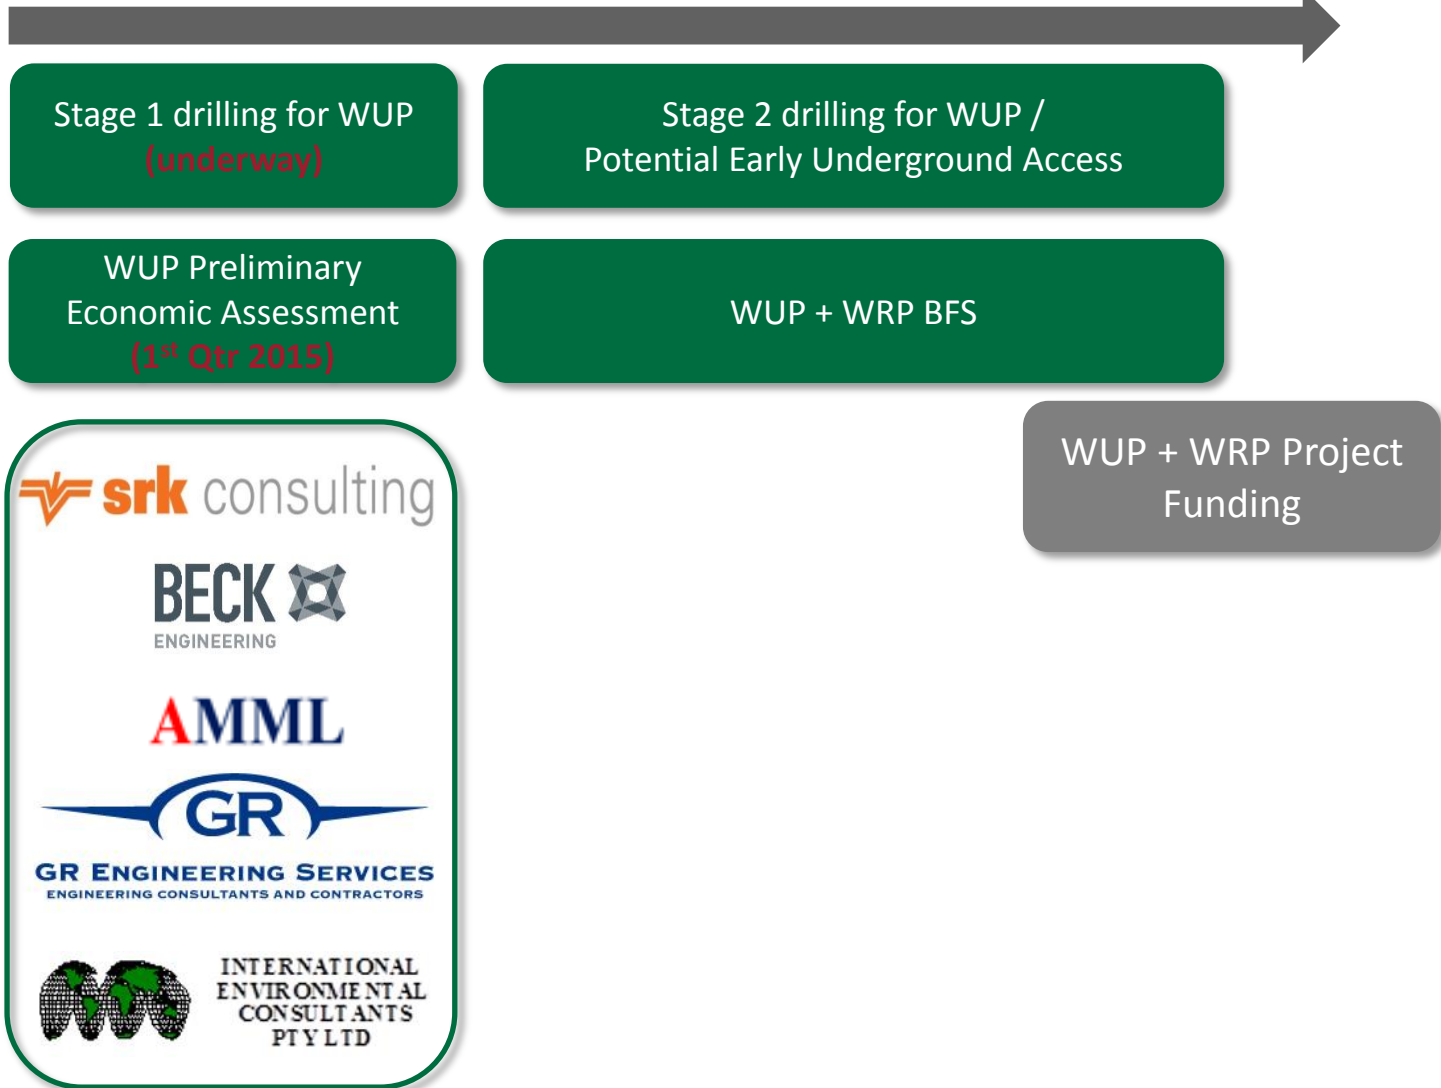 Stage 1 drilling for WUP
(underway)
Stage 2 drilling for WUP /
Potential Early Underground Access
WUP Preliminary
Economic Assessment
(1st Qtr 2015)
WUP + WRP BFS
WUP + WRP Project
Funding
srk consulting
BECK
ENGINEERING
AMML
GR
GR ENGINEERING SERVICES
ENGINEERING CONSULTANTS AND CONTRACTORS
INTERNATIONAL
ENVIRONMENTAL
CONSULTANTS
PTY LTD